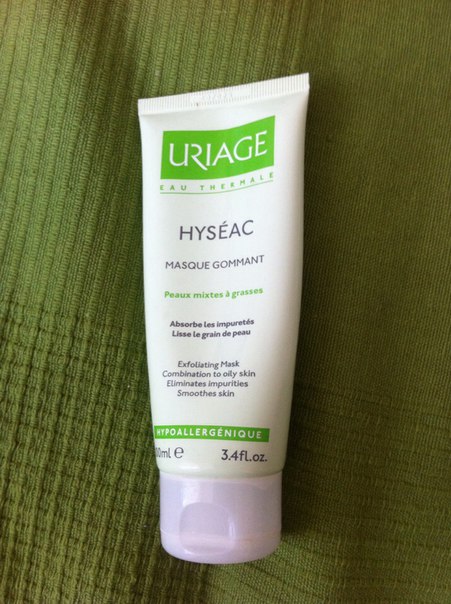 URIAGE
EAU THERMALE
HYSÉAC
MASQUE GOMMANT
Peaux mixtes à grasses
Absorbe les impuretés
Lisse le grain de peau
Exfoliating Mask
Combination to oily skin
Eliminates impurities
Smoothes skin
HYPOALLERGÉNIQUE
00ml e 3.4fl.oz.